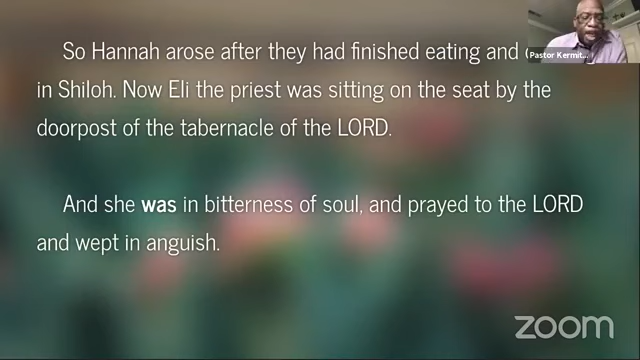 So Hannah arose after they had finished eating and
in Shiloh. Now Eli the priest was sitting on the seat by the
doorpost of the tabernacle of the LORD.
And she was in bitterness of soul, and prayed to the LORD
and wept in anguish.
Pastor Kermit...
zoom